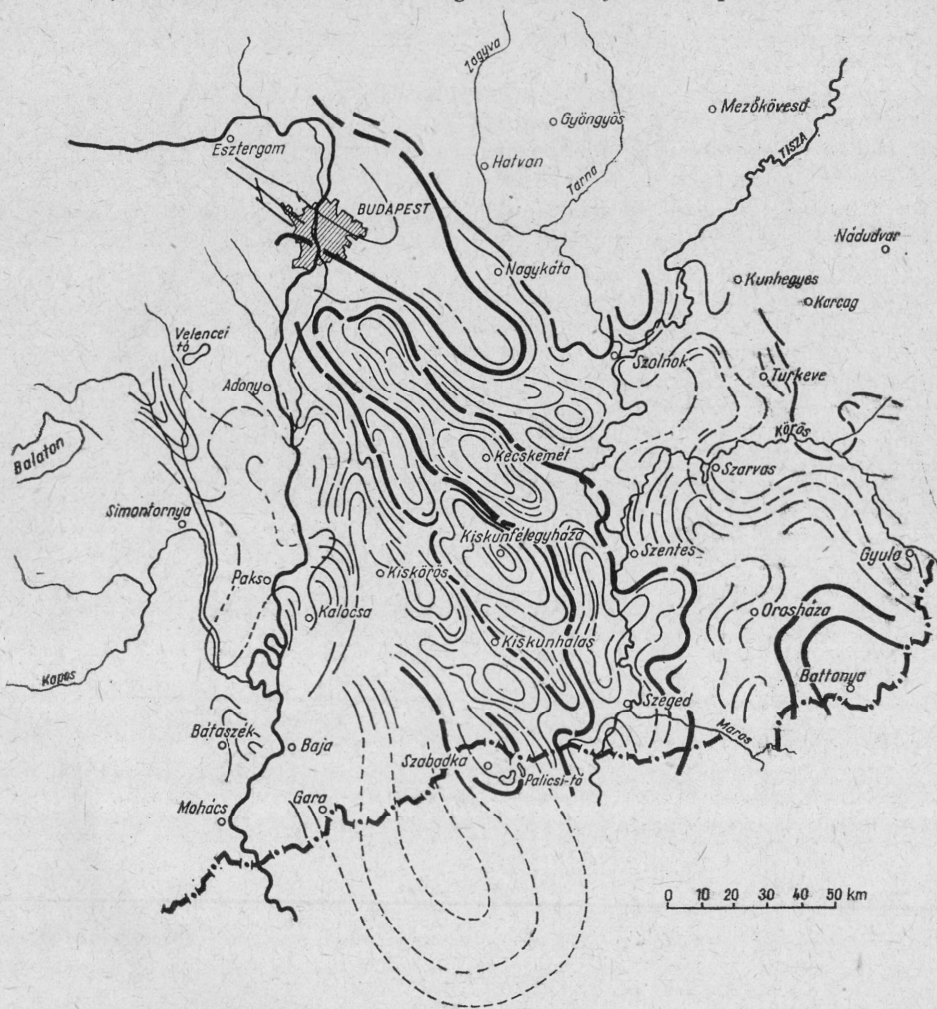 Zagyva
Mezőkövesd
Gyöngyös
Esztergom
Hatvan
TISZA
Tarna
BUDAPEST
Nádudvar
Nagykáta
Kunhegyes
Karcag
Velencei
tó
Szolnok
Adony
Turkeve
Körös
Balaton
Kecskemét
Szarvas
Simontornya
Kiskunfélegyháza
Szentes
Gyula
Paks
Kiskőrös
Orosháza
Kalocsa
Kiskunhalas
Kapos
Battonya
Szeged
Maros
Bátaszék
Baja
Szabadka
Palicsi-tó
Mohács
Gara
0 10 20 30 40 50 km